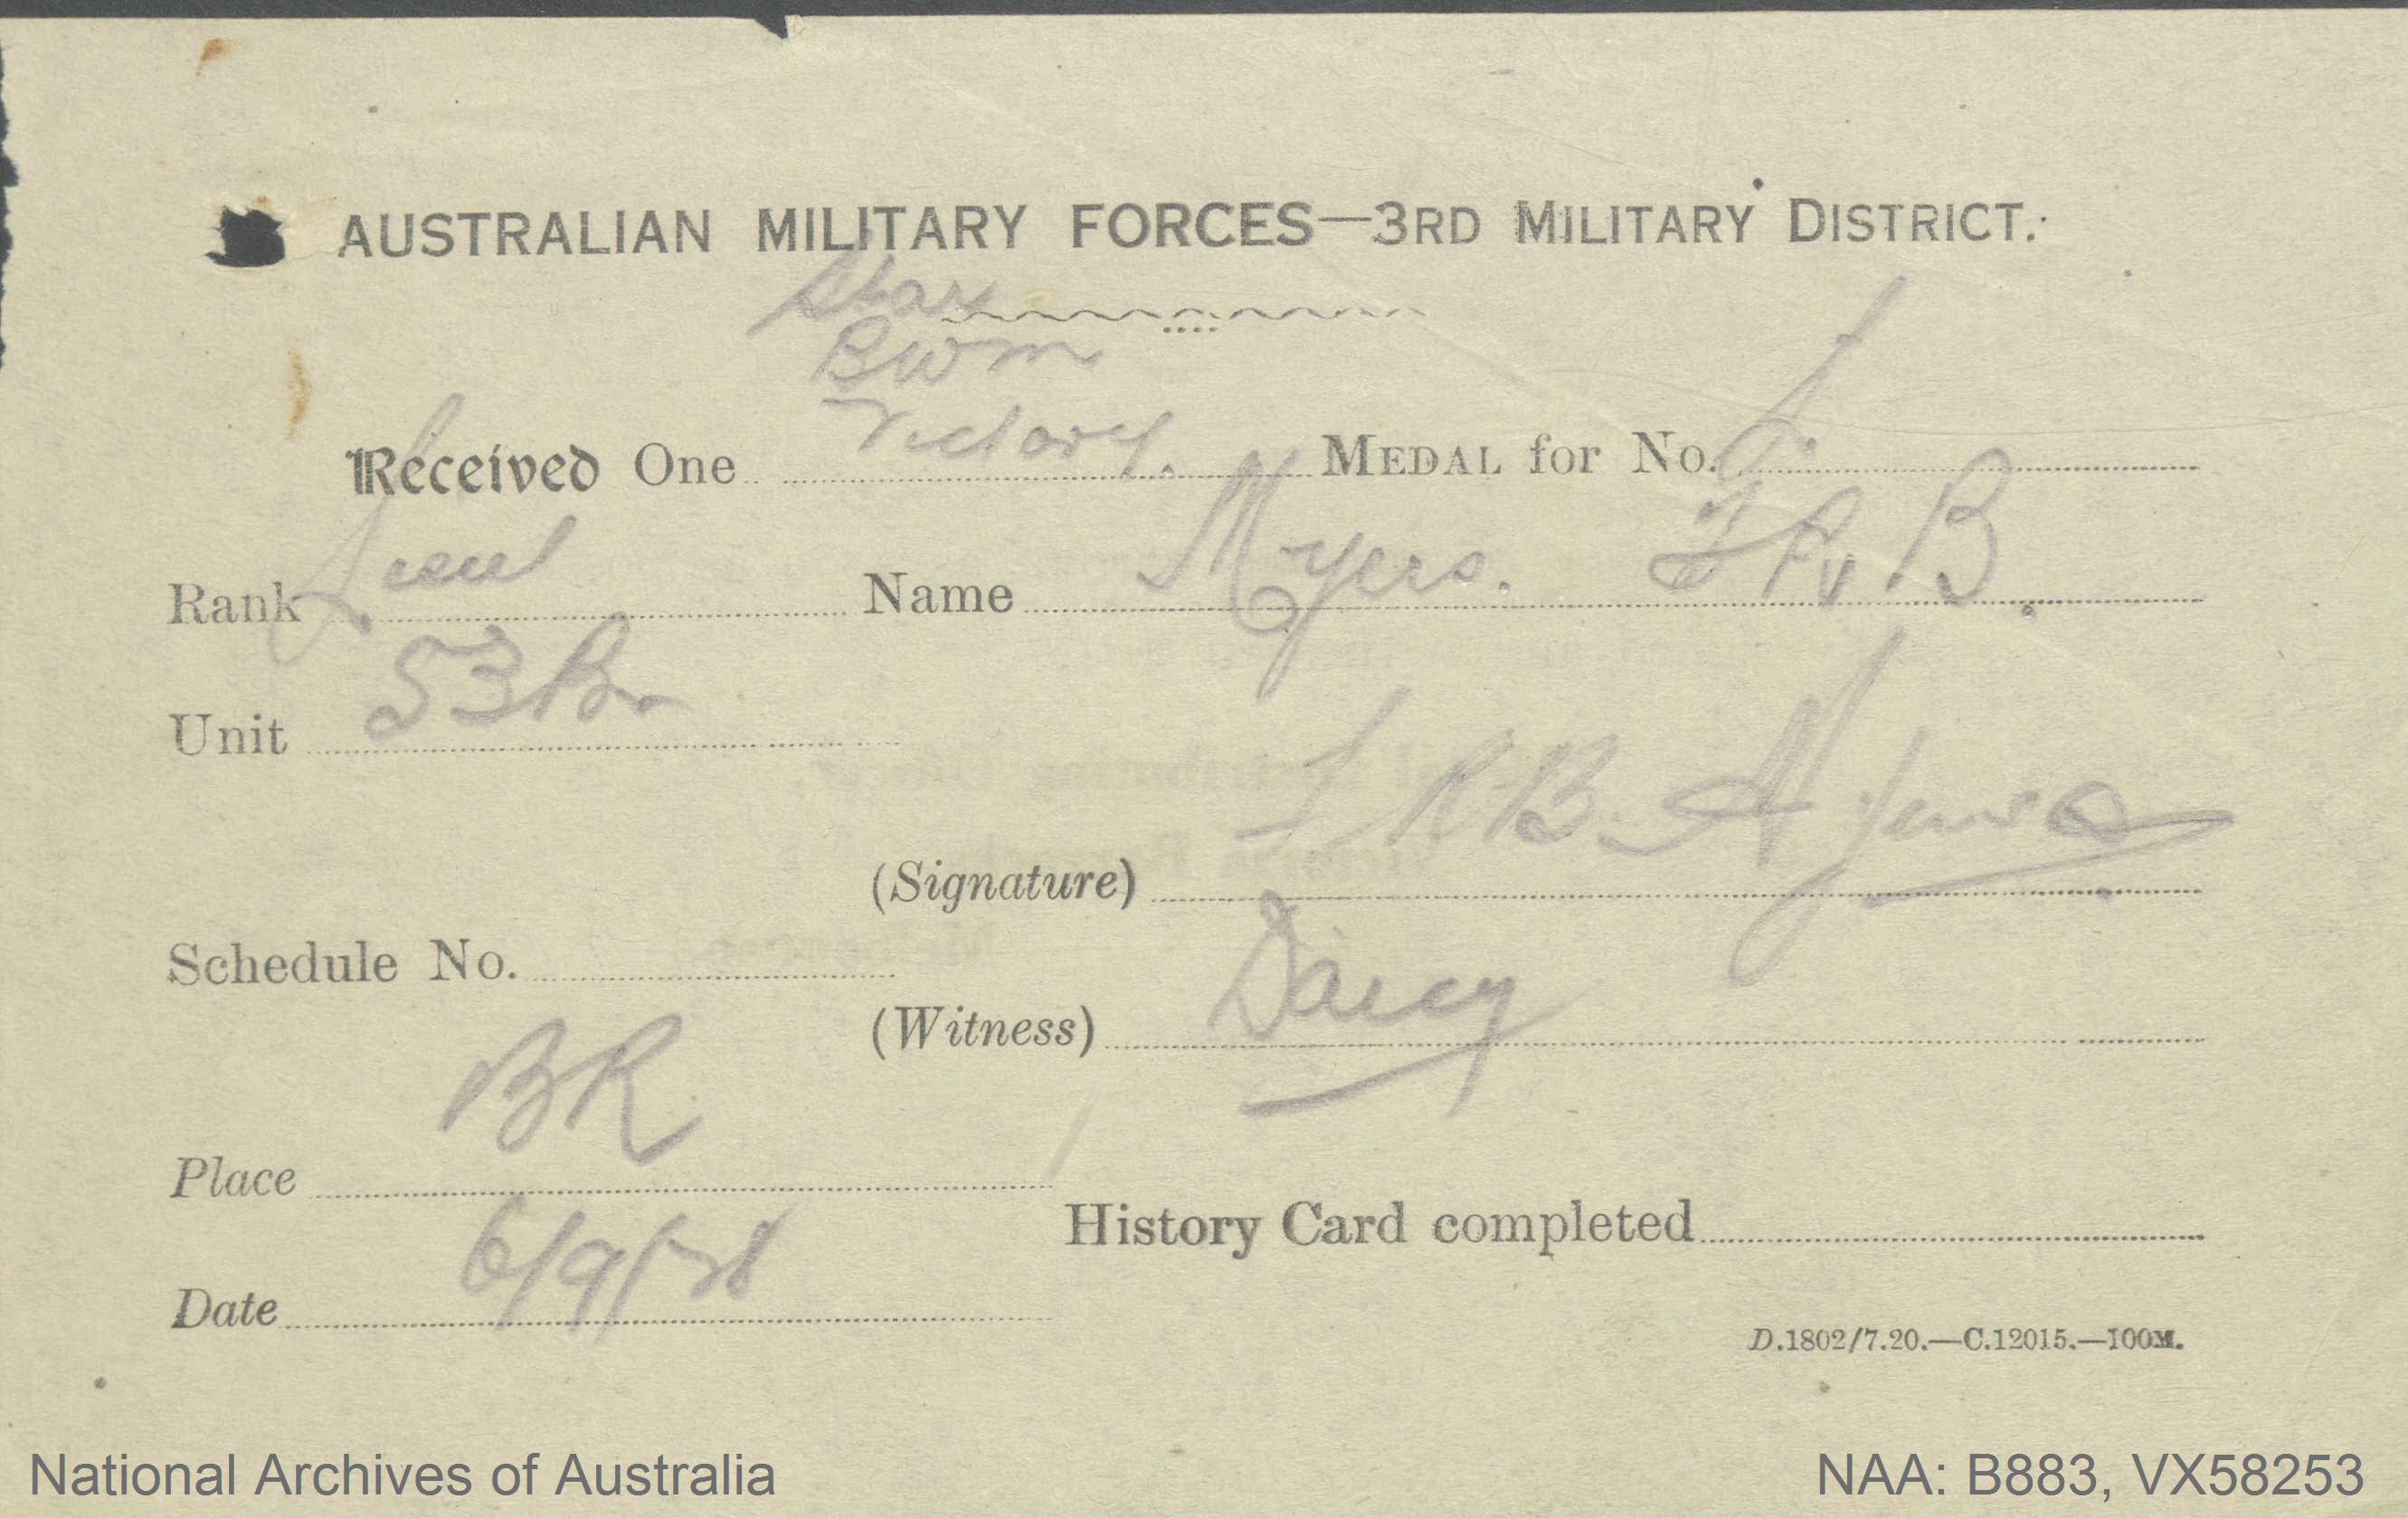 AUSTRALIAN MILITARY FORCES—3RD MILITARY DISTRICT.
Star
BWM
Received One Victory. MEDAL for No.
Rank Lieut Name Myers. B.
Unit 53 Bn
(Signature) R B Myers
Schedule No.
(Witness) Darcy
BR
Place
History Card completed
Date 6/9/28
D.1802/7.20.—C.12015.—100M.
National Archives of Australia NAA: B883, VX58253